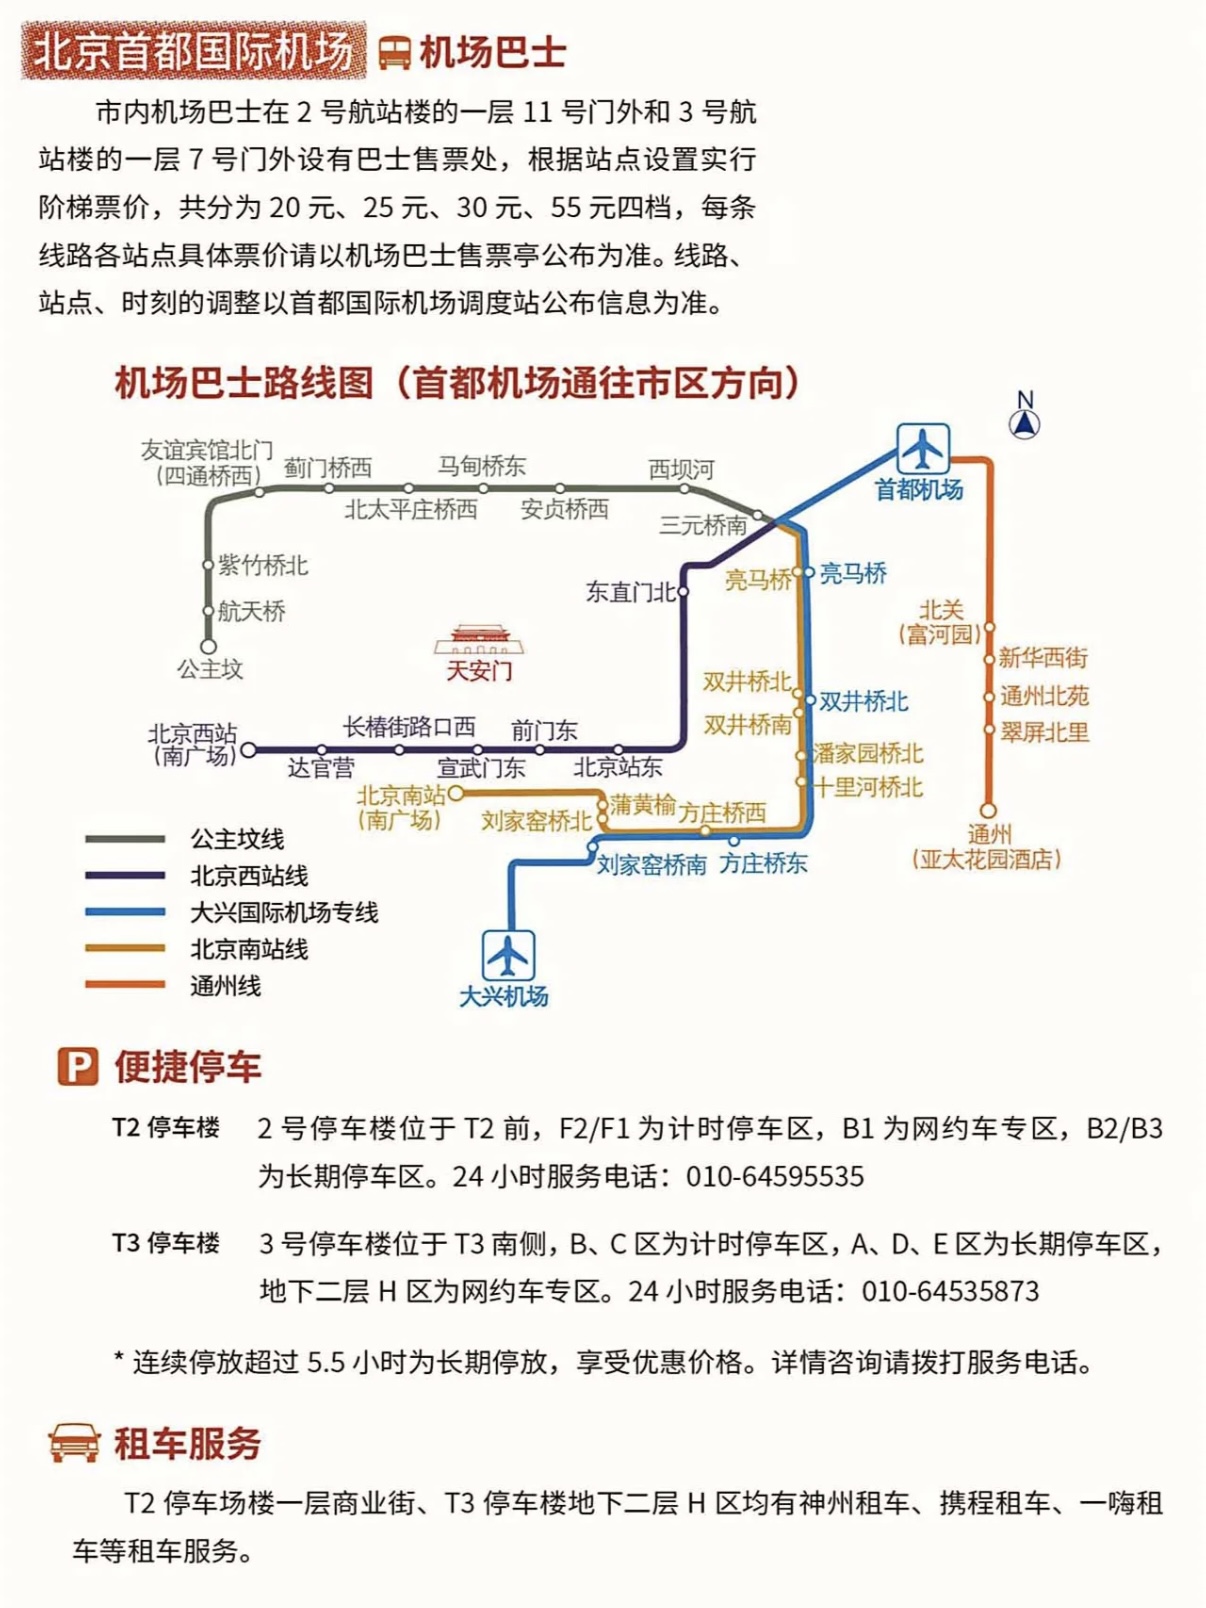 北京首都国际机场 机场巴士
市内机场巴士在 2 号航站楼的一层 11 号门外和 3 号航
站楼的一层 7 号门外设有巴士售票处，根据站点设置实行
阶梯票价，共分为 20 元、25 元、30 元、55 元四档，每条
线路各站点具体票价请以机场巴士售票亭公布为准。线路、
站点、时刻的调整以首都国际机场调度站公布信息为准。
机场巴士路线图（首都机场通往市区方向）
N
友谊宾馆北门
(四通桥西)
蓟门桥西
马甸桥东
西坝河
北太平庄桥西
安贞桥西
三元桥南
首都机场
紫竹桥北
航天桥
公主坟
东直门北
亮马桥
亮马桥
天安门
北关
(富河园)
新华西街
通州北苑
翠屏北里
双井桥北
双井桥北
双井桥南
潘家园桥北
十里河桥北
北京西站
(南广场)
长椿街路口西
前门东
达官营
宣武门东
北京站东
北京南站
(南广场)
蒲黄榆
方庄桥西
刘家窑桥北
刘家窑桥南
方庄桥东
通州
(亚太花园酒店)
大兴机场
公主坟线
北京西站线
大兴国际机场专线
北京南站线
通州线
P 便捷停车
T2 停车楼 2 号停车楼位于 T2 前，F2/F1 为计时停车区，B1 为网约车专区，B2/B3
为长期停车区。24 小时服务电话：010-64595535
T3 停车楼 3 号停车楼位于 T3 南侧，B、C 区为计时停车区，A、D、E 区为长期停车区，
地下二层 H 区为网约车专区。24 小时服务电话：010-64535873
* 连续停放超过 5.5 小时为长期停放，享受优惠价格。详情咨询请拨打服务电话。
租车服务
T2 停车场楼一层商业街、T3 停车楼地下二层 H 区均有神州租车、携程租车、一嗨租
车等租车服务。